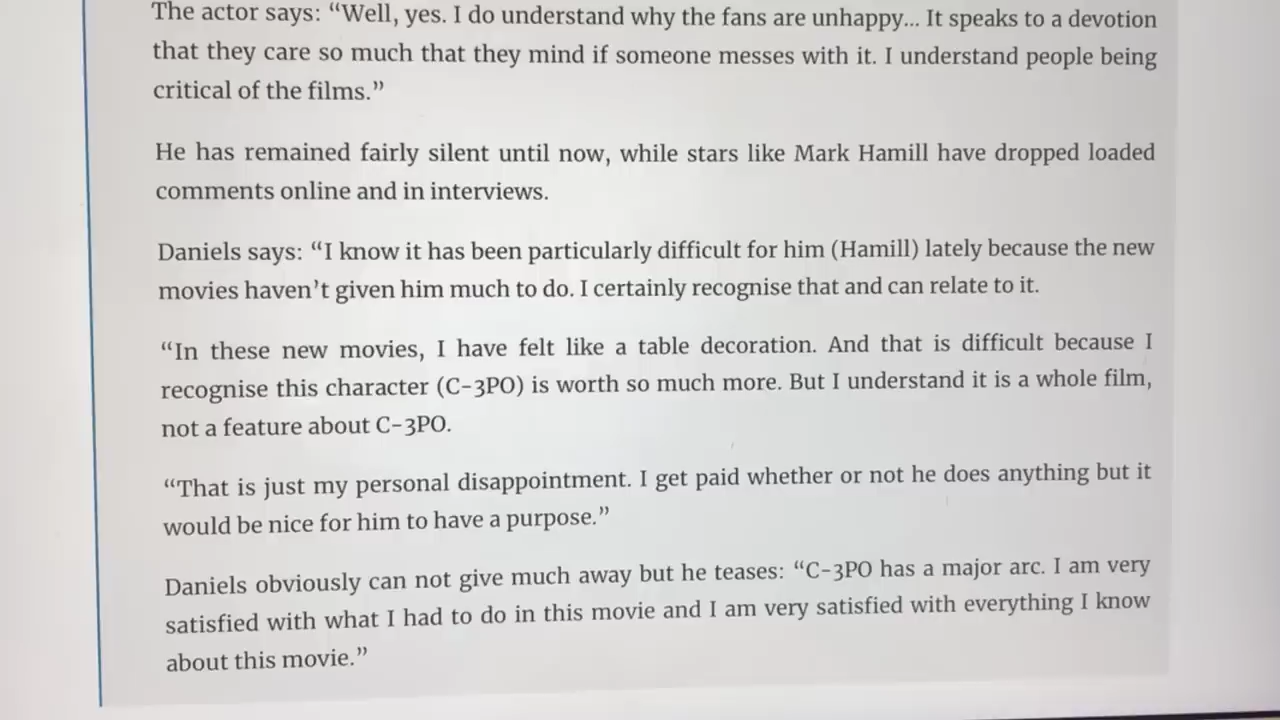 The actor says: “Well, yes. I do understand why the fans are unhappy... It speaks to a devotion
that they care so much that they mind if someone messes with it. I understand people being
critical of the films.”
He has remained fairly silent until now, while stars like Mark Hamill have dropped loaded
comments online and in interviews.
Daniels says: “I know it has been particularly difficult for him (Hamill) lately because the new
movies haven’t given him much to do. I certainly recognise that and can relate to it.
“In these new movies, I have felt like a table decoration. And that is difficult because I
recognise this character (C-3PO) is worth so much more. But I understand it is a whole film,
not a feature about C-3PO.
“That is just my personal disappointment. I get paid whether or not he does anything but it
would be nice for him to have a purpose.”
Daniels obviously can not give much away but he teases: “C-3PO has a major arc. I am very
satisfied with what I had to do in this movie and I am very satisfied with everything I know
about this movie.”